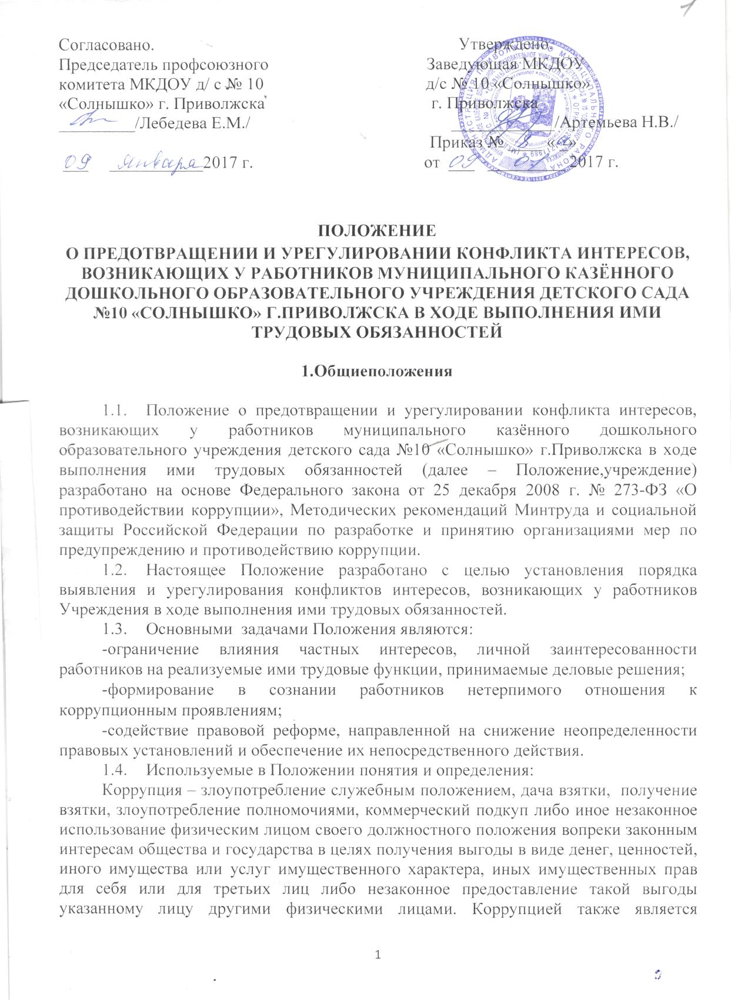 1
Согласовано. Утверждено.
Председатель профсоюзного Заведующая МКДОУ
комитета МКДОУ д/ с № 10 д/с № 10 «Солнышко»
«Солнышко» г. Приволжска г. Приволжска
/Лебедева Е.М./ /Артемьева Н.В./
Приказ № 8 «а»
09 января 2017 г. от 09 01 2017 г.
ПОЛОЖЕНИЕ
О ПРЕДОТВРАЩЕНИИ И УРЕГУЛИРОВАНИИ КОНФЛИКТА ИНТЕРЕСОВ,
ВОЗНИКАЮЩИХ У РАБОТНИКОВ МУНИЦИПАЛЬНОГО КАЗЁННОГО
ДОШКОЛЬНОГО ОБРАЗОВАТЕЛЬНОГО УЧРЕЖДЕНИЯ ДЕТСКОГО САДА
№10 «СОЛНЫШКО» Г.ПРИВОЛЖСКА В ХОДЕ ВЫПОЛНЕНИЯ ИМИ
ТРУДОВЫХ ОБЯЗАННОСТЕЙ
1.Общиеположения
1.1. Положение о предотвращении и урегулировании конфликта интересов,
возникающих у работников муниципального казённого дошкольного
образовательного учреждения детского сада №10 «Солнышко» г.Приволжска в ходе
выполнения ими трудовых обязанностей (далее – Положение,учреждение)
разработано на основе Федерального закона от 25 декабря 2008 г. № 273-ФЗ «О
противодействии коррупции», Методических рекомендаций Минтруда и социальной
защиты Российской Федерации по разработке и принятию организациями мер по
предупреждению и противодействию коррупции.
1.2. Настоящее Положение разработано с целью установления порядка
выявления и урегулирования конфликтов интересов, возникающих у работников
Учреждения в ходе выполнения ими трудовых обязанностей.
1.3. Основными задачами Положения являются:
-ограничение влияния частных интересов, личной заинтересованности
работников на реализуемые ими трудовые функции, принимаемые деловые решения;
-формирование в сознании работников нетерпимого отношения к
коррупционным проявлениям;
-содействие правовой реформе, направленной на снижение неопределенности
правовых установлений и обеспечение их непосредственного действия.
1.4. Используемые в Положении понятия и определения:
Коррупция – злоупотребление служебным положением, дача взятки, получение
взятки, злоупотребление полномочиями, коммерческий подкуп либо иное незаконное
использование физическим лицом своего должностного положения вопреки законным
интересам общества и государства в целях получения выгоды в виде денег, ценностей,
иного имущества или услуг имущественного характера, иных имущественных прав
для себя или для третьих лиц либо незаконное предоставление такой выгоды
указанному лицу другими физическими лицами. Коррупцией также является
1